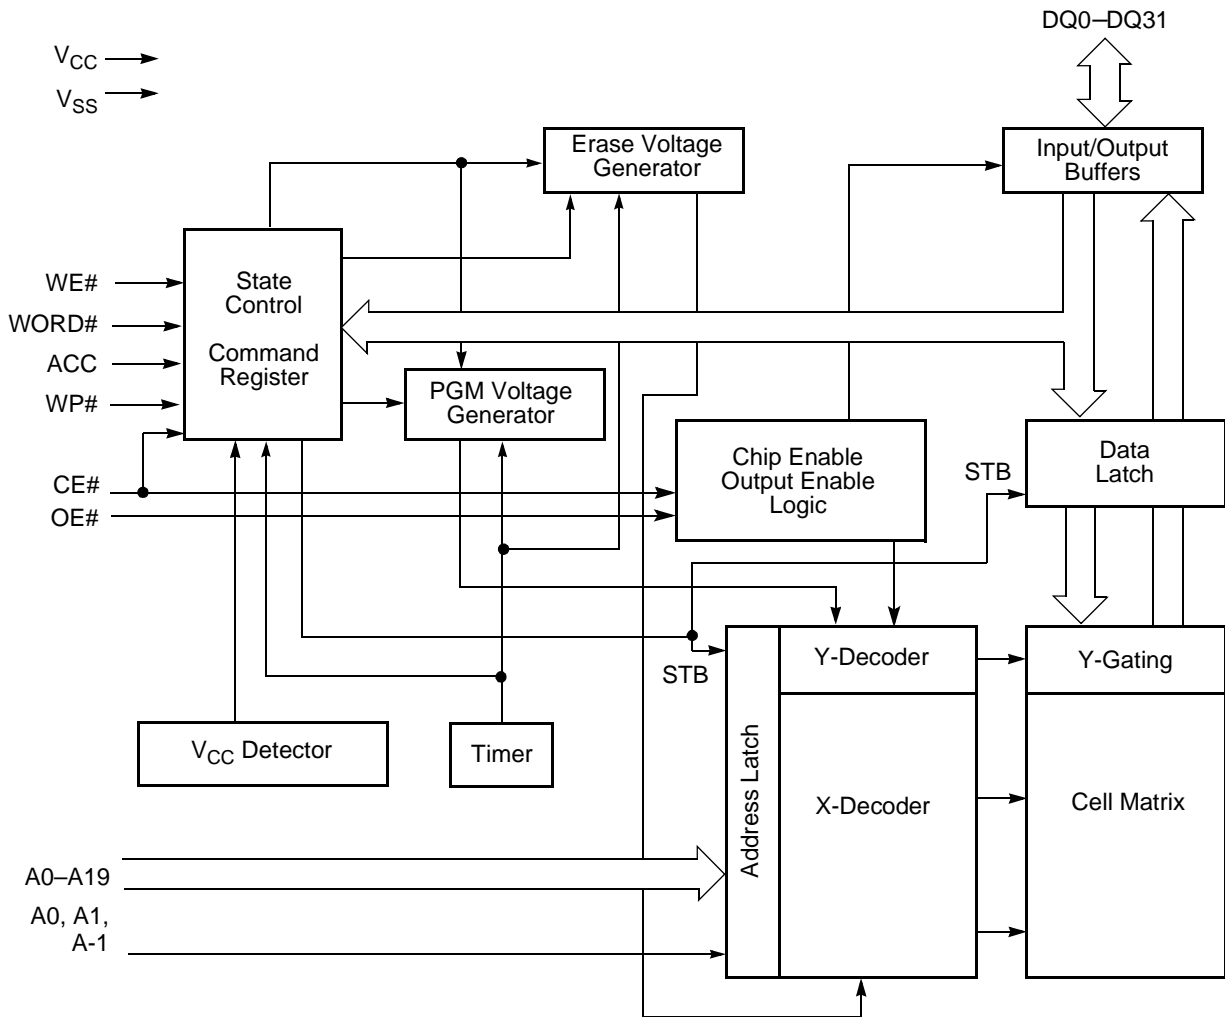 DQ0–DQ31
VCC
VSS
Erase Voltage
Generator
Input/Output
Buffers
WE#
WORD#
ACC
WP#
CE#
OE#
State
Control
Command
Register
PGM Voltage
Generator
Chip Enable
Output Enable
Logic
STB
Data
Latch
STB
Y-Decoder
Y-Gating
VCC Detector
Timer
Address Latch
X-Decoder
Cell Matrix
A0–A19
A0, A1,
A-1